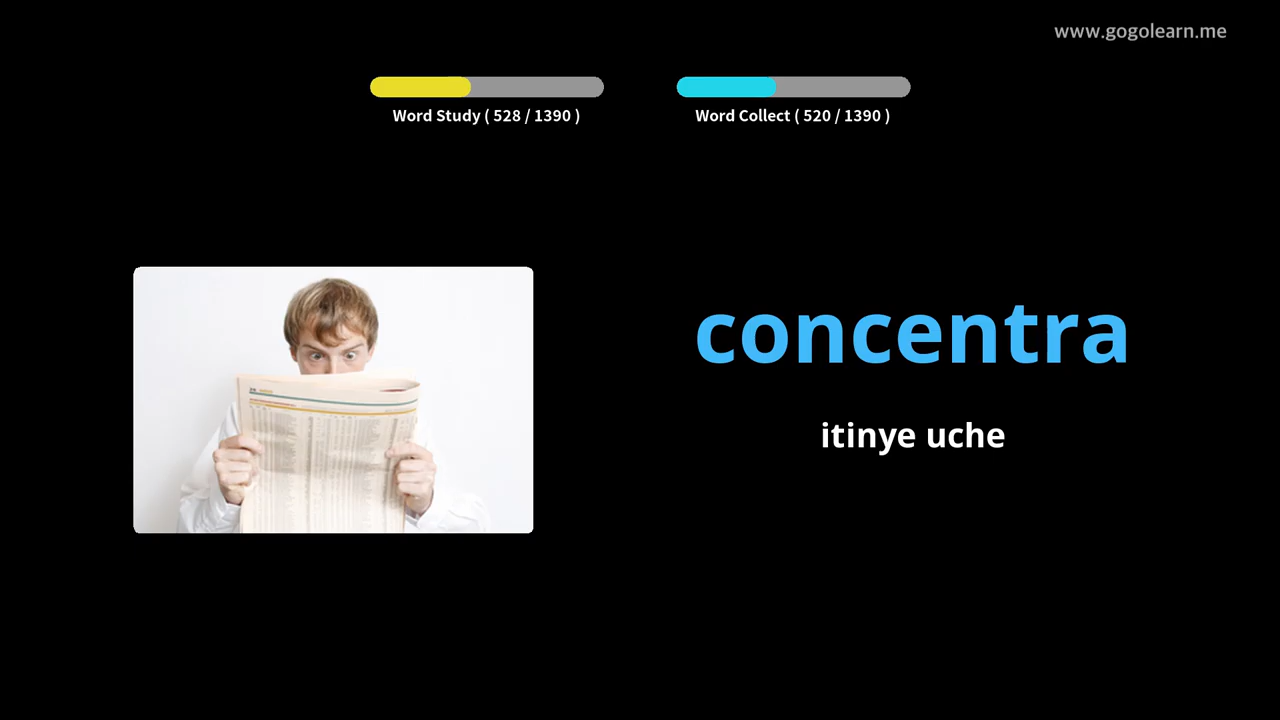 www.gogolearn.me
Word Study ( 528 / 1390 )
Word Collect ( 520 / 1390 )
concentra
itinye uche